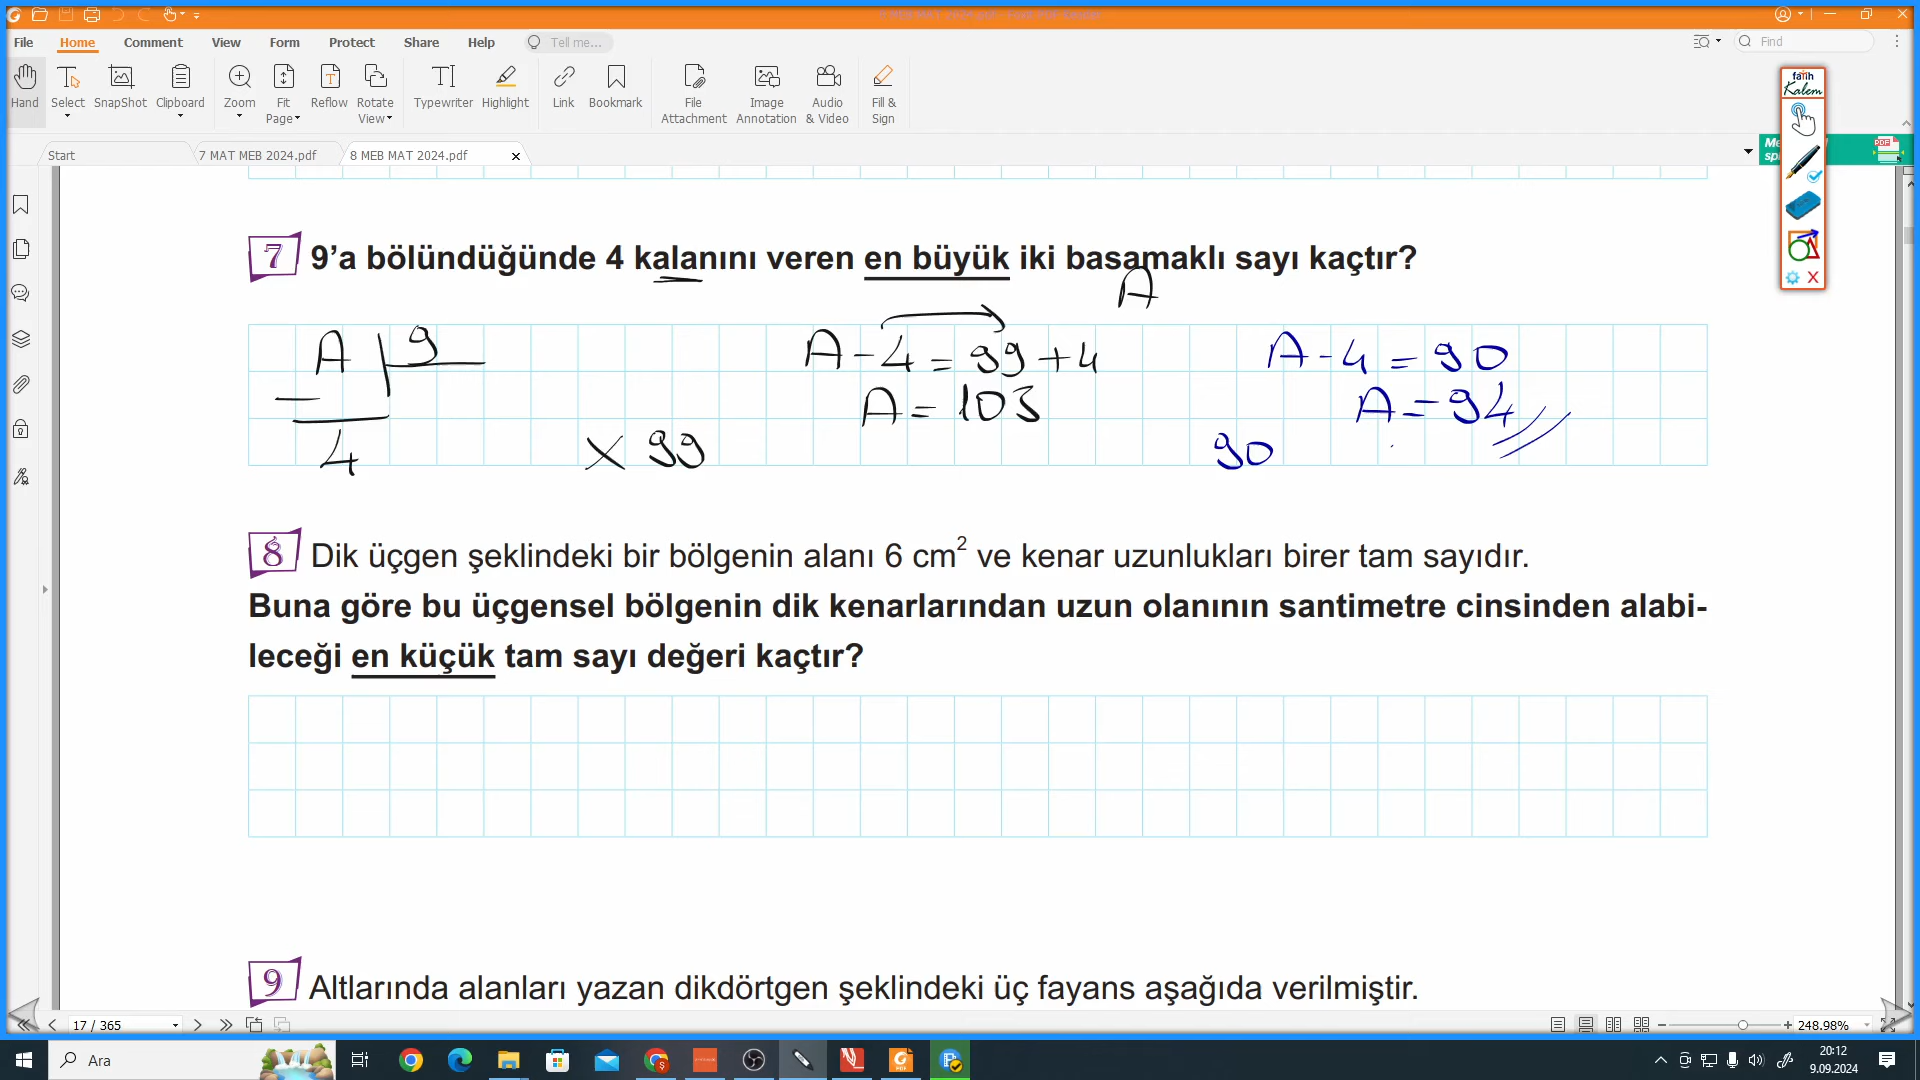 File Home Comment View Form Protect Share Help Tell me... Find
Hand Select SnapShot Clipboard Zoom Fit Page Reflow Rotate View Typewriter Highlight Link Bookmark File Attachment Image Annotation Audio & Video Fill & Sign
fatih
Kalem
Start 7 MAT MEB 2024.pdf 8 MEB MAT 2024.pdf
7 9’a bölündüğünde 4 kalanını veren en büyük iki basamaklı sayı kaçtır?
A
A 9 A - 4 = 99 + 4 A - 4 = 90
- A = 103 A = 94
4 × 99 90
8 Dik üçgen şeklindeki bir bölgenin alanı 6 cm² ve kenar uzunlukları birer tam sayıdır.
Buna göre bu üçgensel bölgenin dik kenarlarından uzun olanının santimetre cinsinden alabi-
leceği en küçük tam sayı değeri kaçtır?
9 Altlarında alanları yazan dikdörtgen şeklindeki üç fayans aşağıda verilmiştir.
17 / 365 248.98%
Ara 20:12
9.09.2024